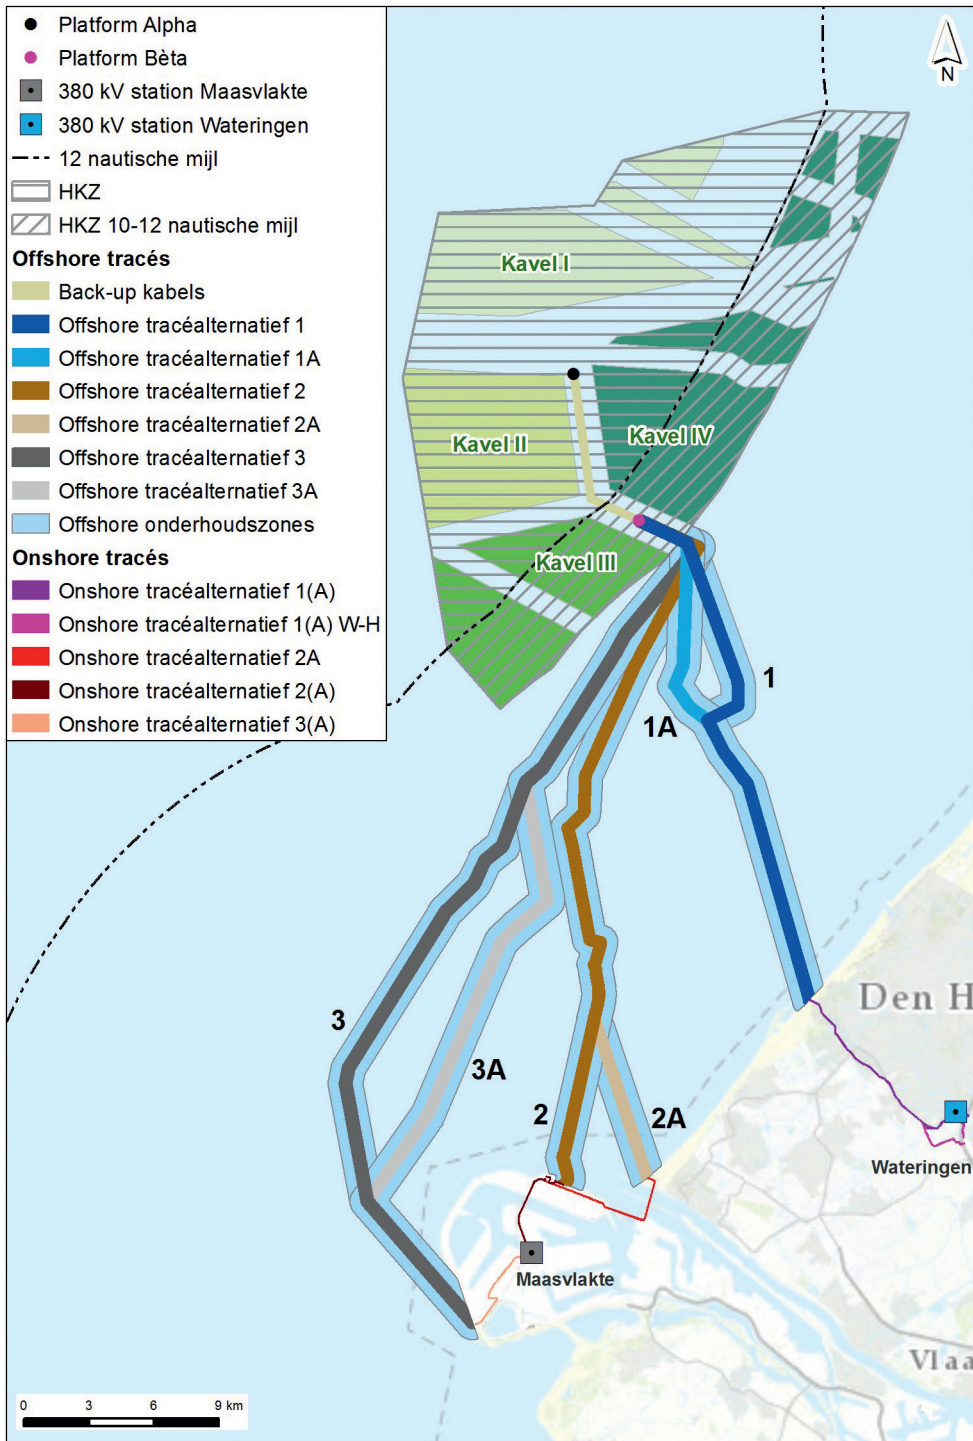 Platform Alpha
Platform Bèta
380 kV station Maasvlakte
380 kV station Wateringen
12 nautische mijl
HKZ
HKZ 10-12 nautische mijl
Offshore tracés
Back-up kabels
Offshore tracéalternatief 1
Offshore tracéalternatief 1A
Offshore tracéalternatief 2
Offshore tracéalternatief 2A
Offshore tracéalternatief 3
Offshore tracéalternatief 3A
Offshore onderhoudszones
Onshore tracés
Onshore tracéalternatief 1(A)
Onshore tracéalternatief 1(A) W-H
Onshore tracéalternatief 2A
Onshore tracéalternatief 2(A)
Onshore tracéalternatief 3(A)
N
Kavel I
Kavel II
Kavel IV
Kavel III
1
1A
Den H
3
3A
2
2A
Wateringen
Maasvlakte
Vlaa
0 3 6 9 km